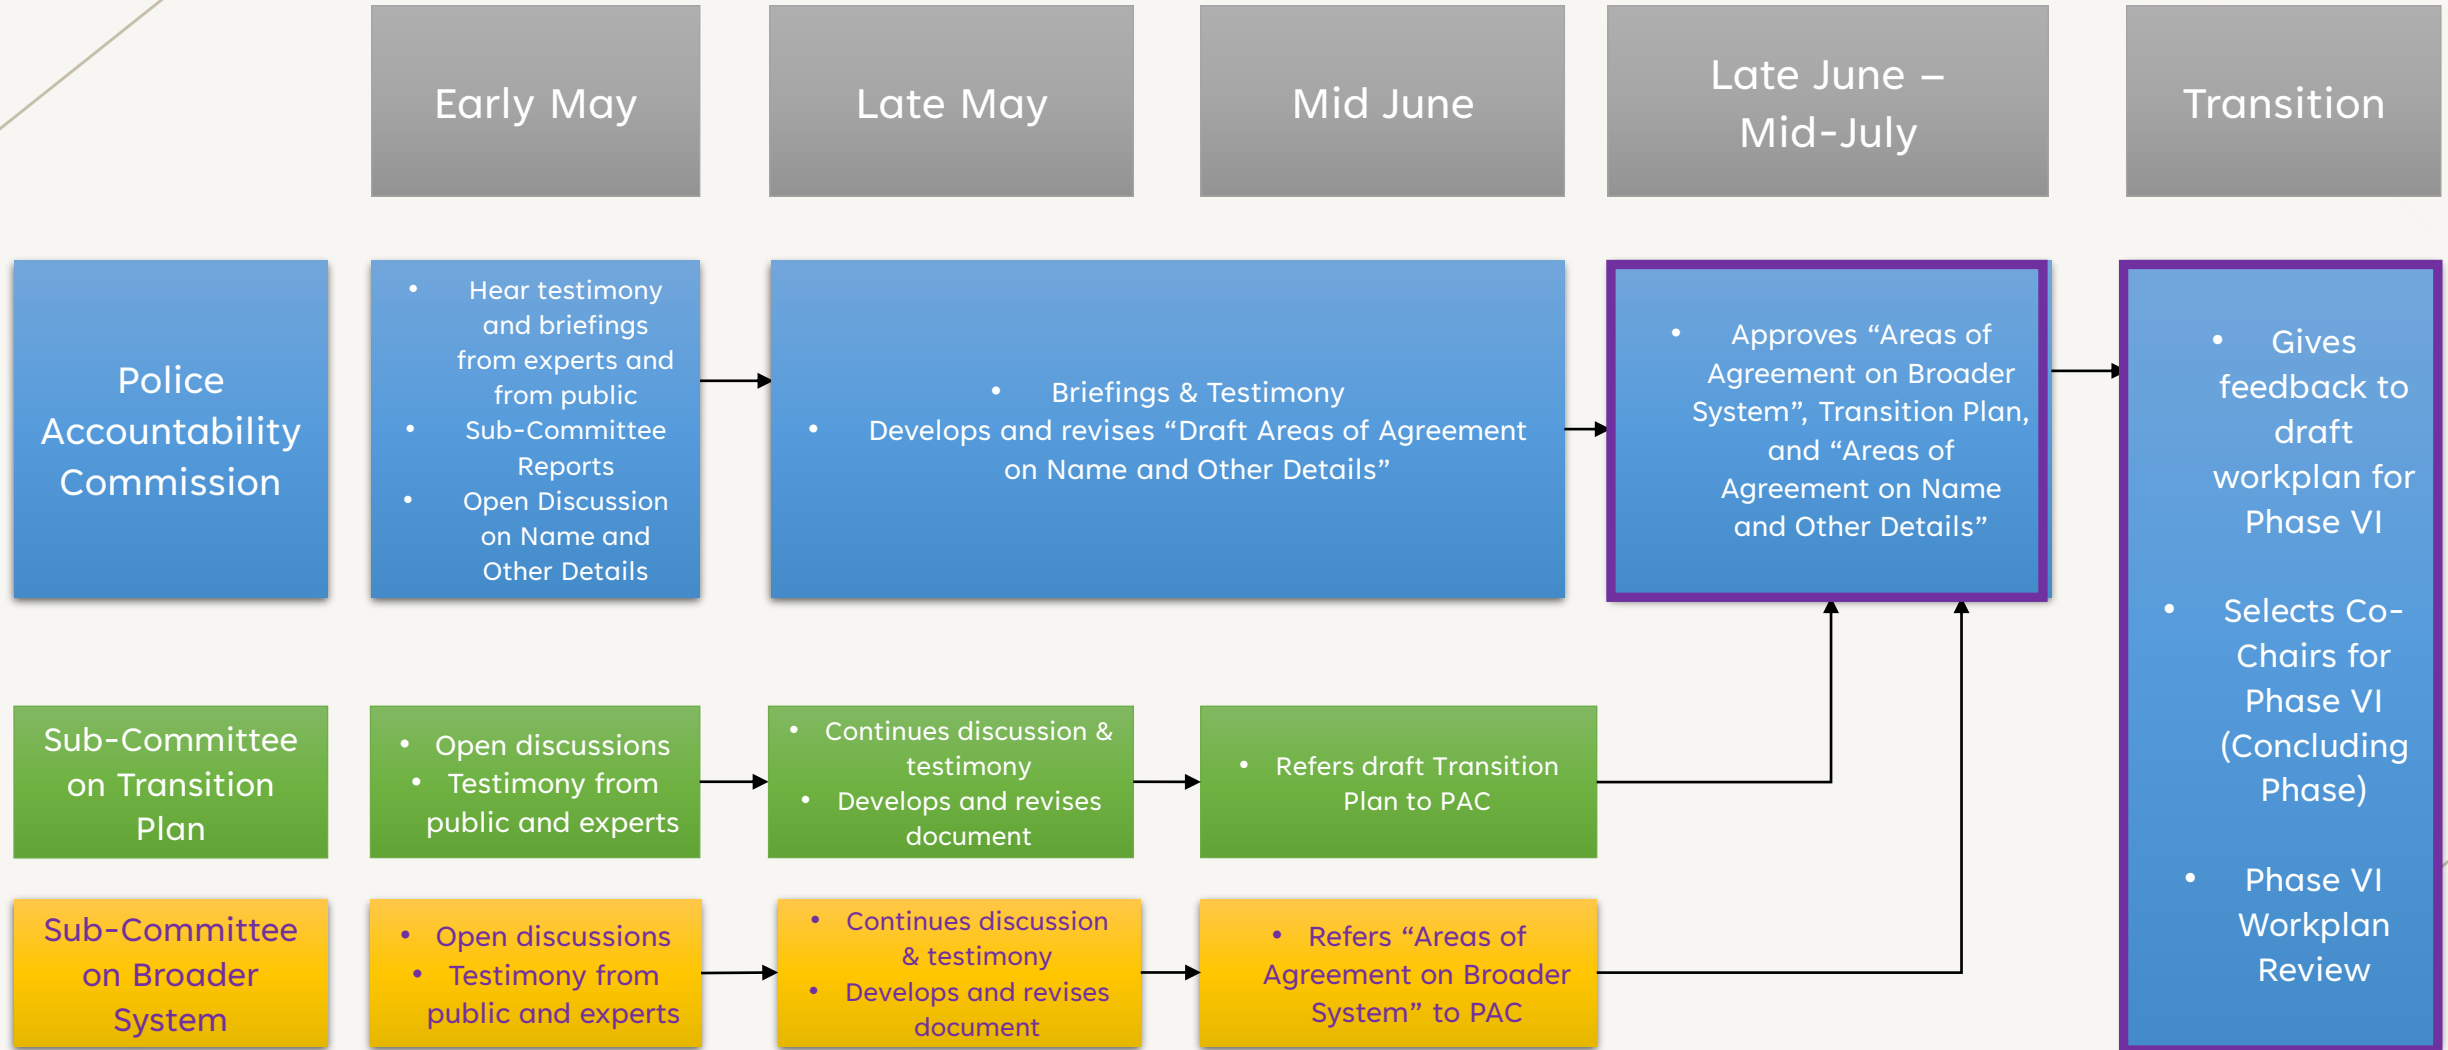 Early May
Late May
Mid June
Late June –
Mid-July
Transition
Police
Accountability
Commission
• Hear testimony
and briefings
from experts and
from public
• Sub-Committee
Reports
• Open Discussion
on Name and
Other Details
• Briefings & Testimony
• Develops and revises “Draft Areas of Agreement
on Name and Other Details”
• Approves “Areas of
Agreement on Broader
System”, Transition Plan,
and “Areas of
Agreement on Name
and Other Details”
• Gives
feedback to
draft
workplan for
Phase VI
• Selects Co-
Chairs for
Phase VI
(Concluding
Phase)
• Phase VI
Workplan
Review
Sub-Committee
on Transition
Plan
• Open discussions
• Testimony from
public and experts
• Continues discussion &
testimony
• Develops and revises
document
• Refers draft Transition
Plan to PAC
Sub-Committee
on Broader
System
• Open discussions
• Testimony from
public and experts
• Continues discussion
& testimony
• Develops and revises
document
• Refers “Areas of
Agreement on Broader
System” to PAC